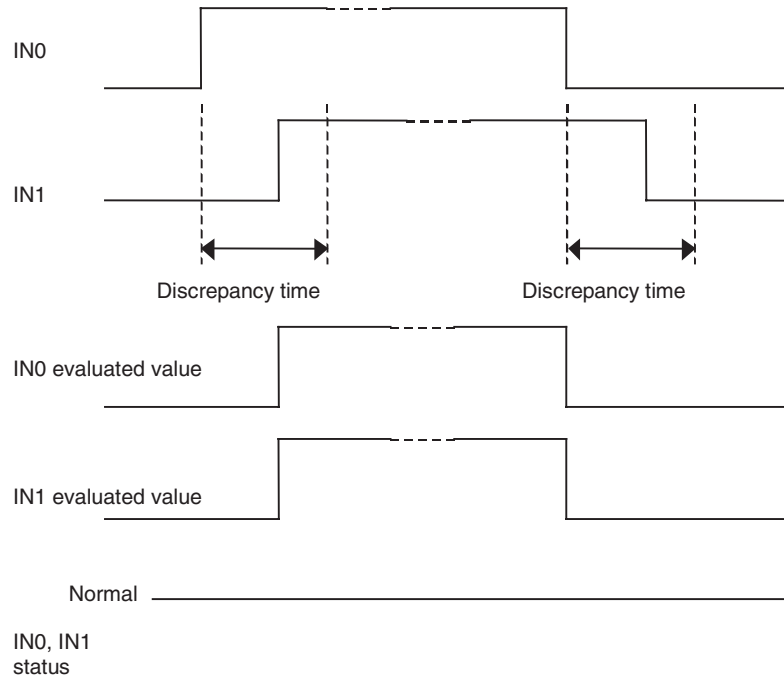 IN0
IN1
Discrepancy time
Discrepancy time
IN0 evaluated value
IN1 evaluated value
Normal
IN0, IN1
status